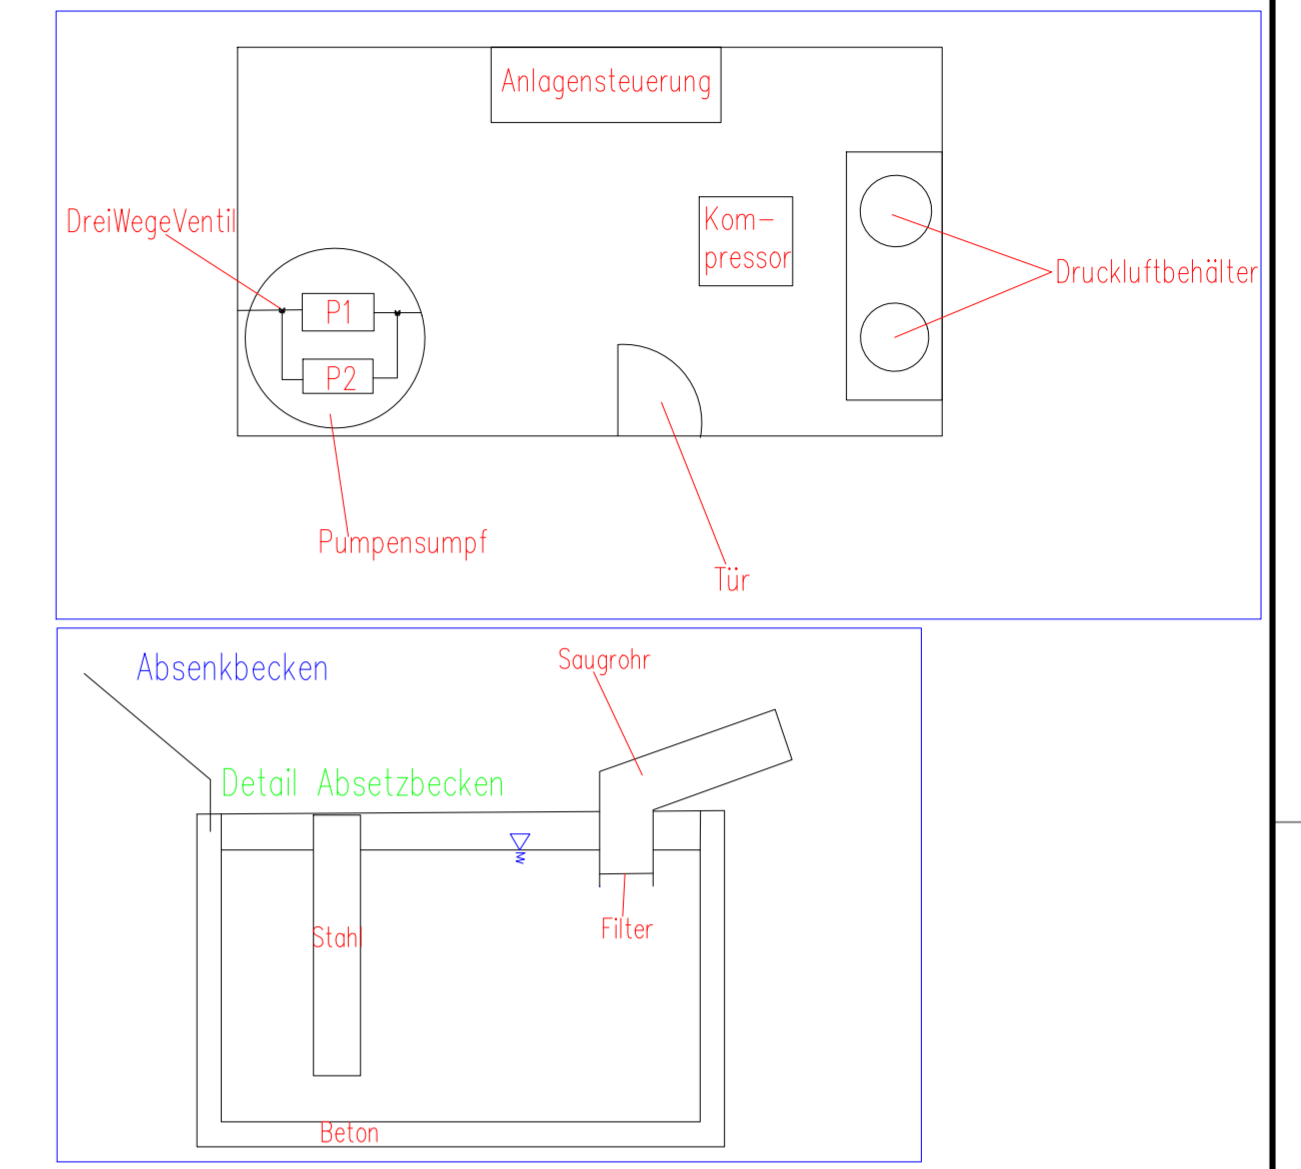 Anlagensteuerung
DreiWegeVentil
Kom-
pressor
Druckluftbehälter
P1
P2
Pumpensumpf
Tür
Absenkbecken
Saugrohr
Detail Absetzbecken
Stahl
Filter
Beton